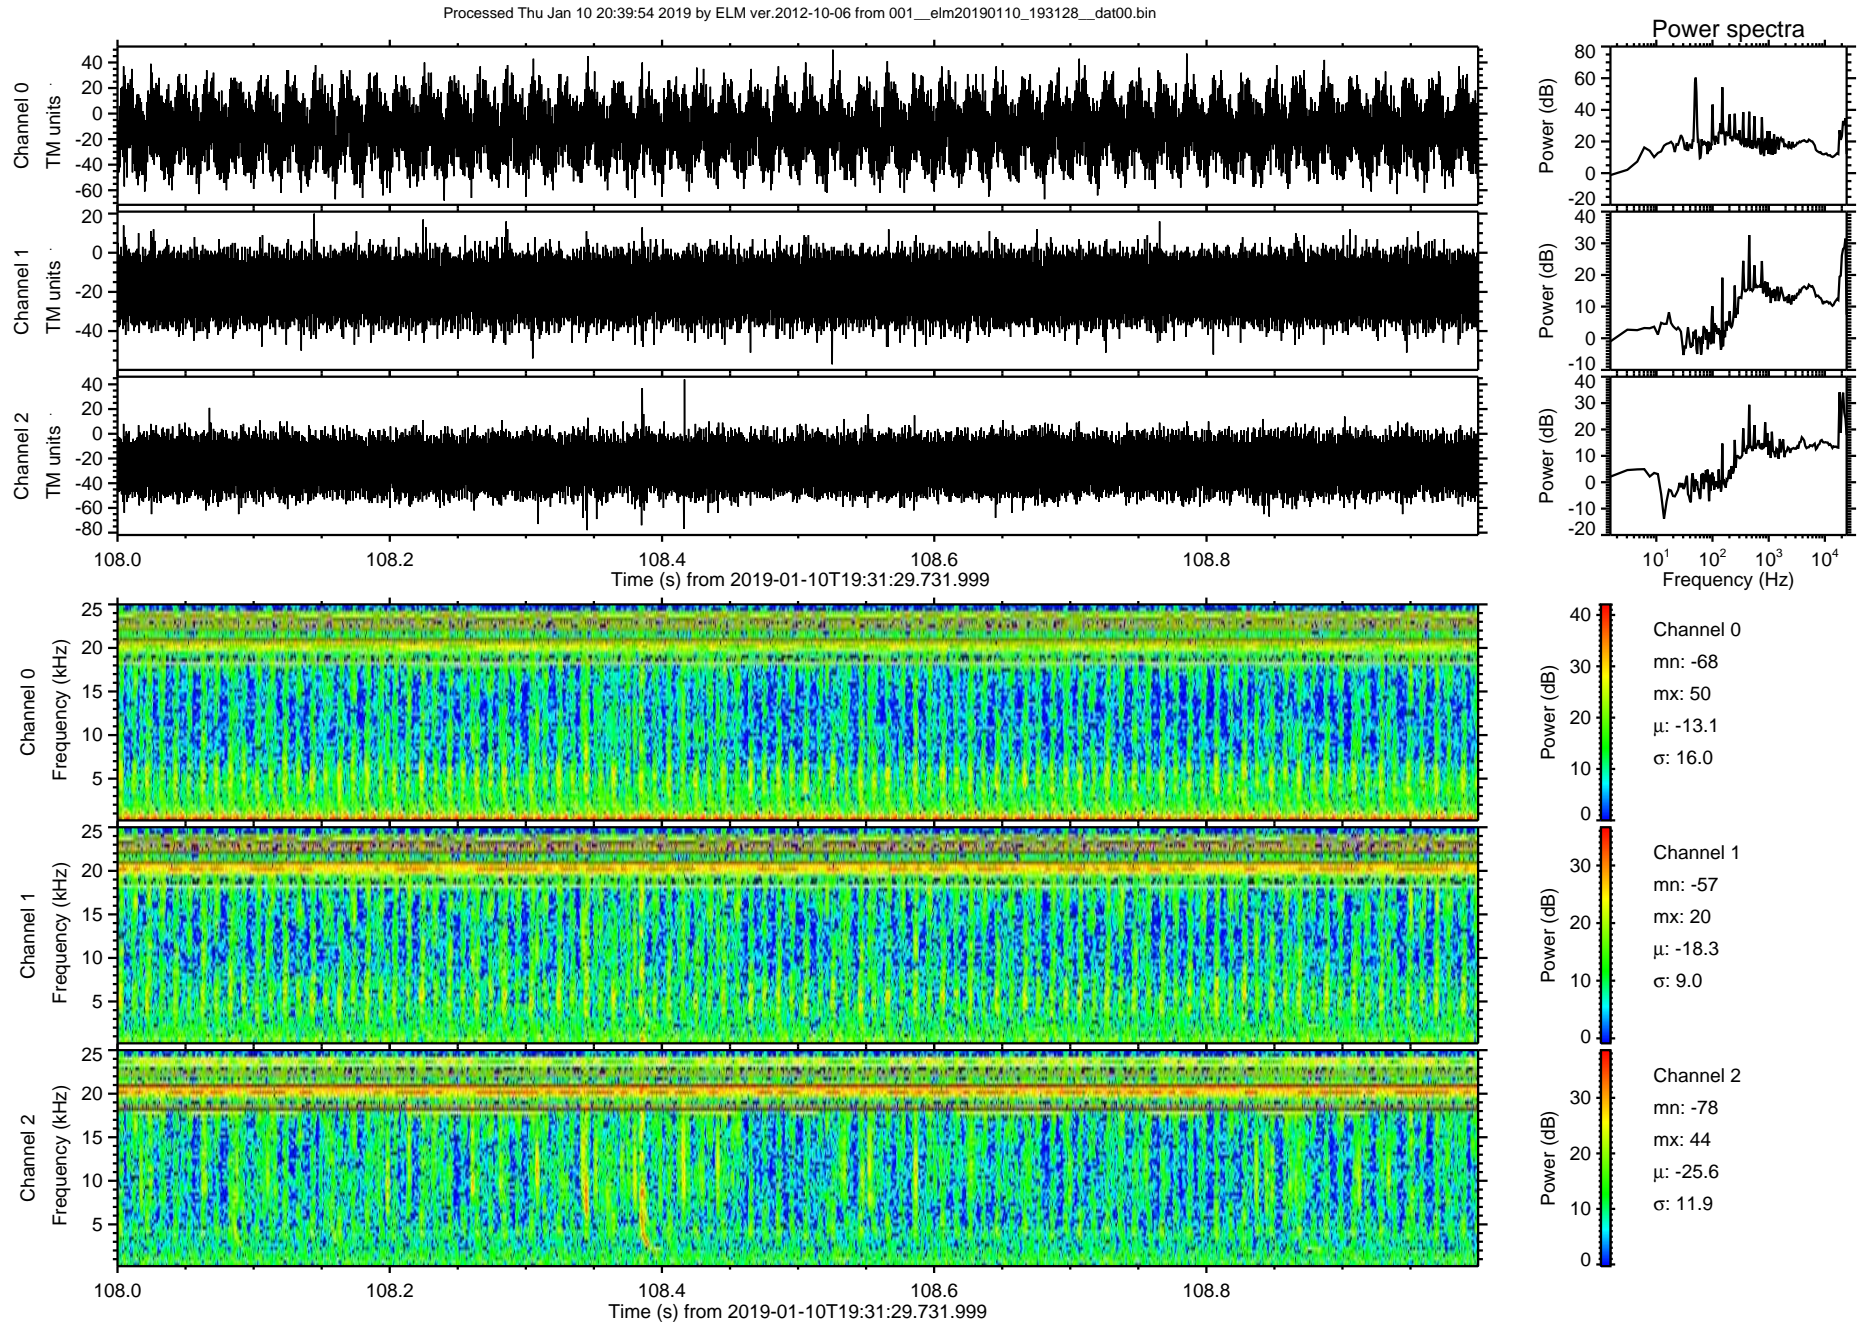 Processed Thu Jan 10 20:39:54 2019 by ELM ver.2012-10-06 from 001__elm20190110_193128__dat00.bin
Power spectra
Channel 0
TM units
40
20
0
-20
-40
-60
Power (dB)
80
60
40
20
0
-20
Channel 1
TM units
20
0
-20
-40
Power (dB)
40
30
20
10
0
-10
Channel 2
TM units
40
20
0
-20
-40
-60
-80
Power (dB)
40
30
20
10
0
-10
-20
108.0 108.2 108.4 108.6 108.8
Time (s) from 2019-01-10T19:31:29.731.999
10¹ 10² 10³ 10⁴
Frequency (Hz)
Channel 0
Frequency (kHz)
25
20
15
10
5
Power (dB)
40
30
20
10
0
Channel 0
mn: -68
mx: 50
μ: -13.1
σ: 16.0
Channel 1
Frequency (kHz)
25
20
15
10
5
Power (dB)
30
20
10
0
Channel 1
mn: -57
mx: 20
μ: -18.3
σ: 9.0
Channel 2
Frequency (kHz)
25
20
15
10
5
Power (dB)
30
20
10
0
Channel 2
mn: -78
mx: 44
μ: -25.6
σ: 11.9
108.0 108.2 108.4 108.6 108.8
Time (s) from 2019-01-10T19:31:29.731.999